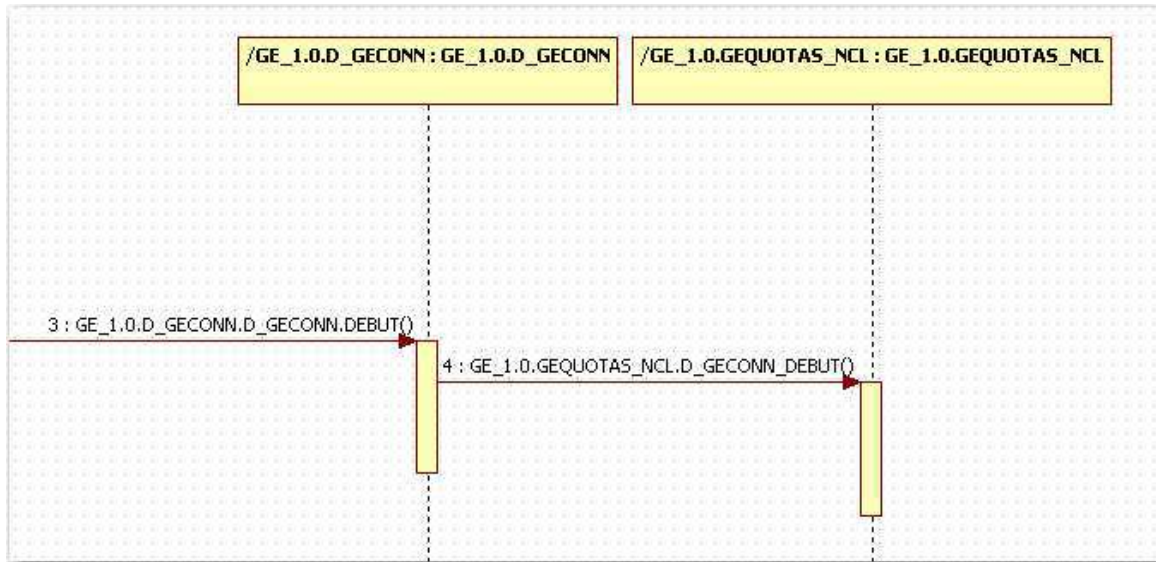 /GE_1.0.D_GECONN : GE_1.0.D_GECONN
/GE_1.0.GEQUOTAS_NCL : GE_1.0.GEQUOTAS_NCL
3 : GE_1.0.D_GECONN.D_GECONN.DEBUT()
4 : GE_1.0.GEQUOTAS_NCL.D_GECONN_DEBUT()